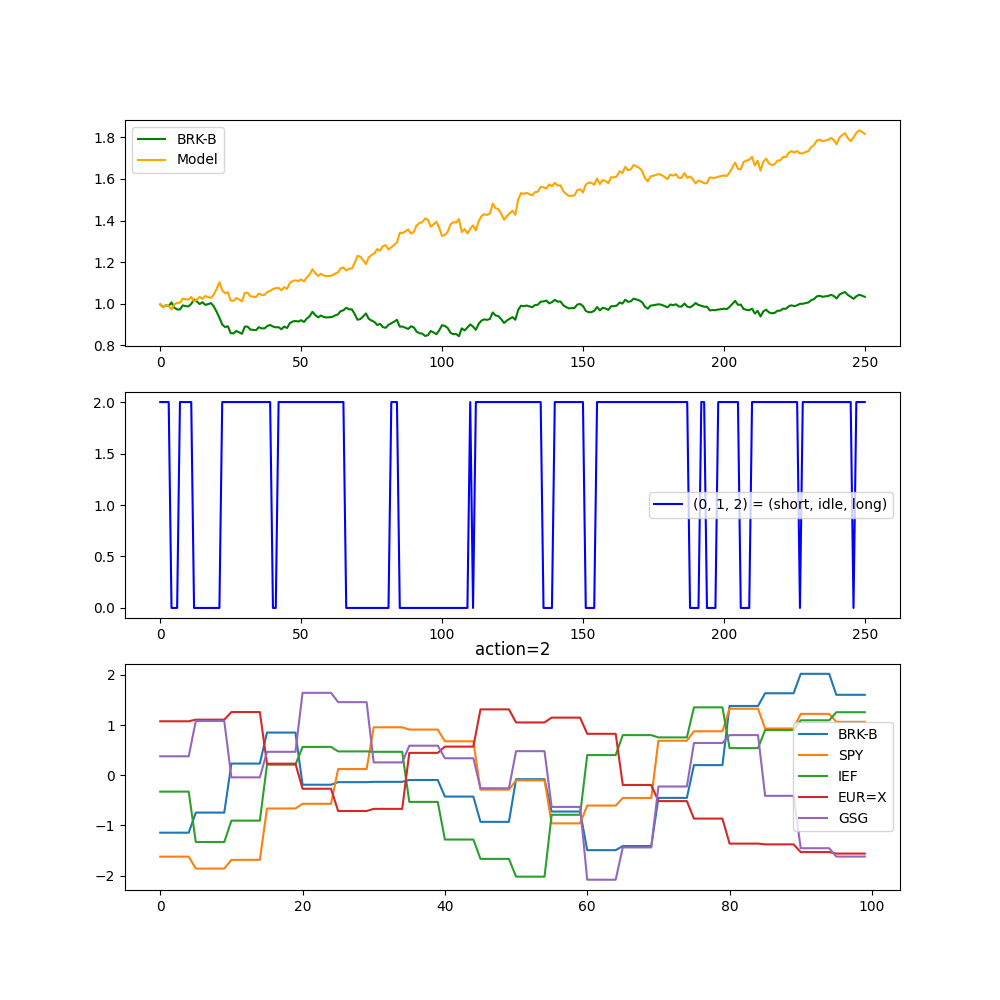 BRK-B
Model
1.8
1.6
1.4
1.2
1.0
0.8
0 50 100 150 200 250
2.0
1.5
1.0
0.5
0.0
(0, 1, 2) = (short, idle, long)
0 50 100 150 200 250
action=2
2
1
0
−1
−2
BRK-B
SPY
IEF
EUR=X
GSG
0 20 40 60 80 100